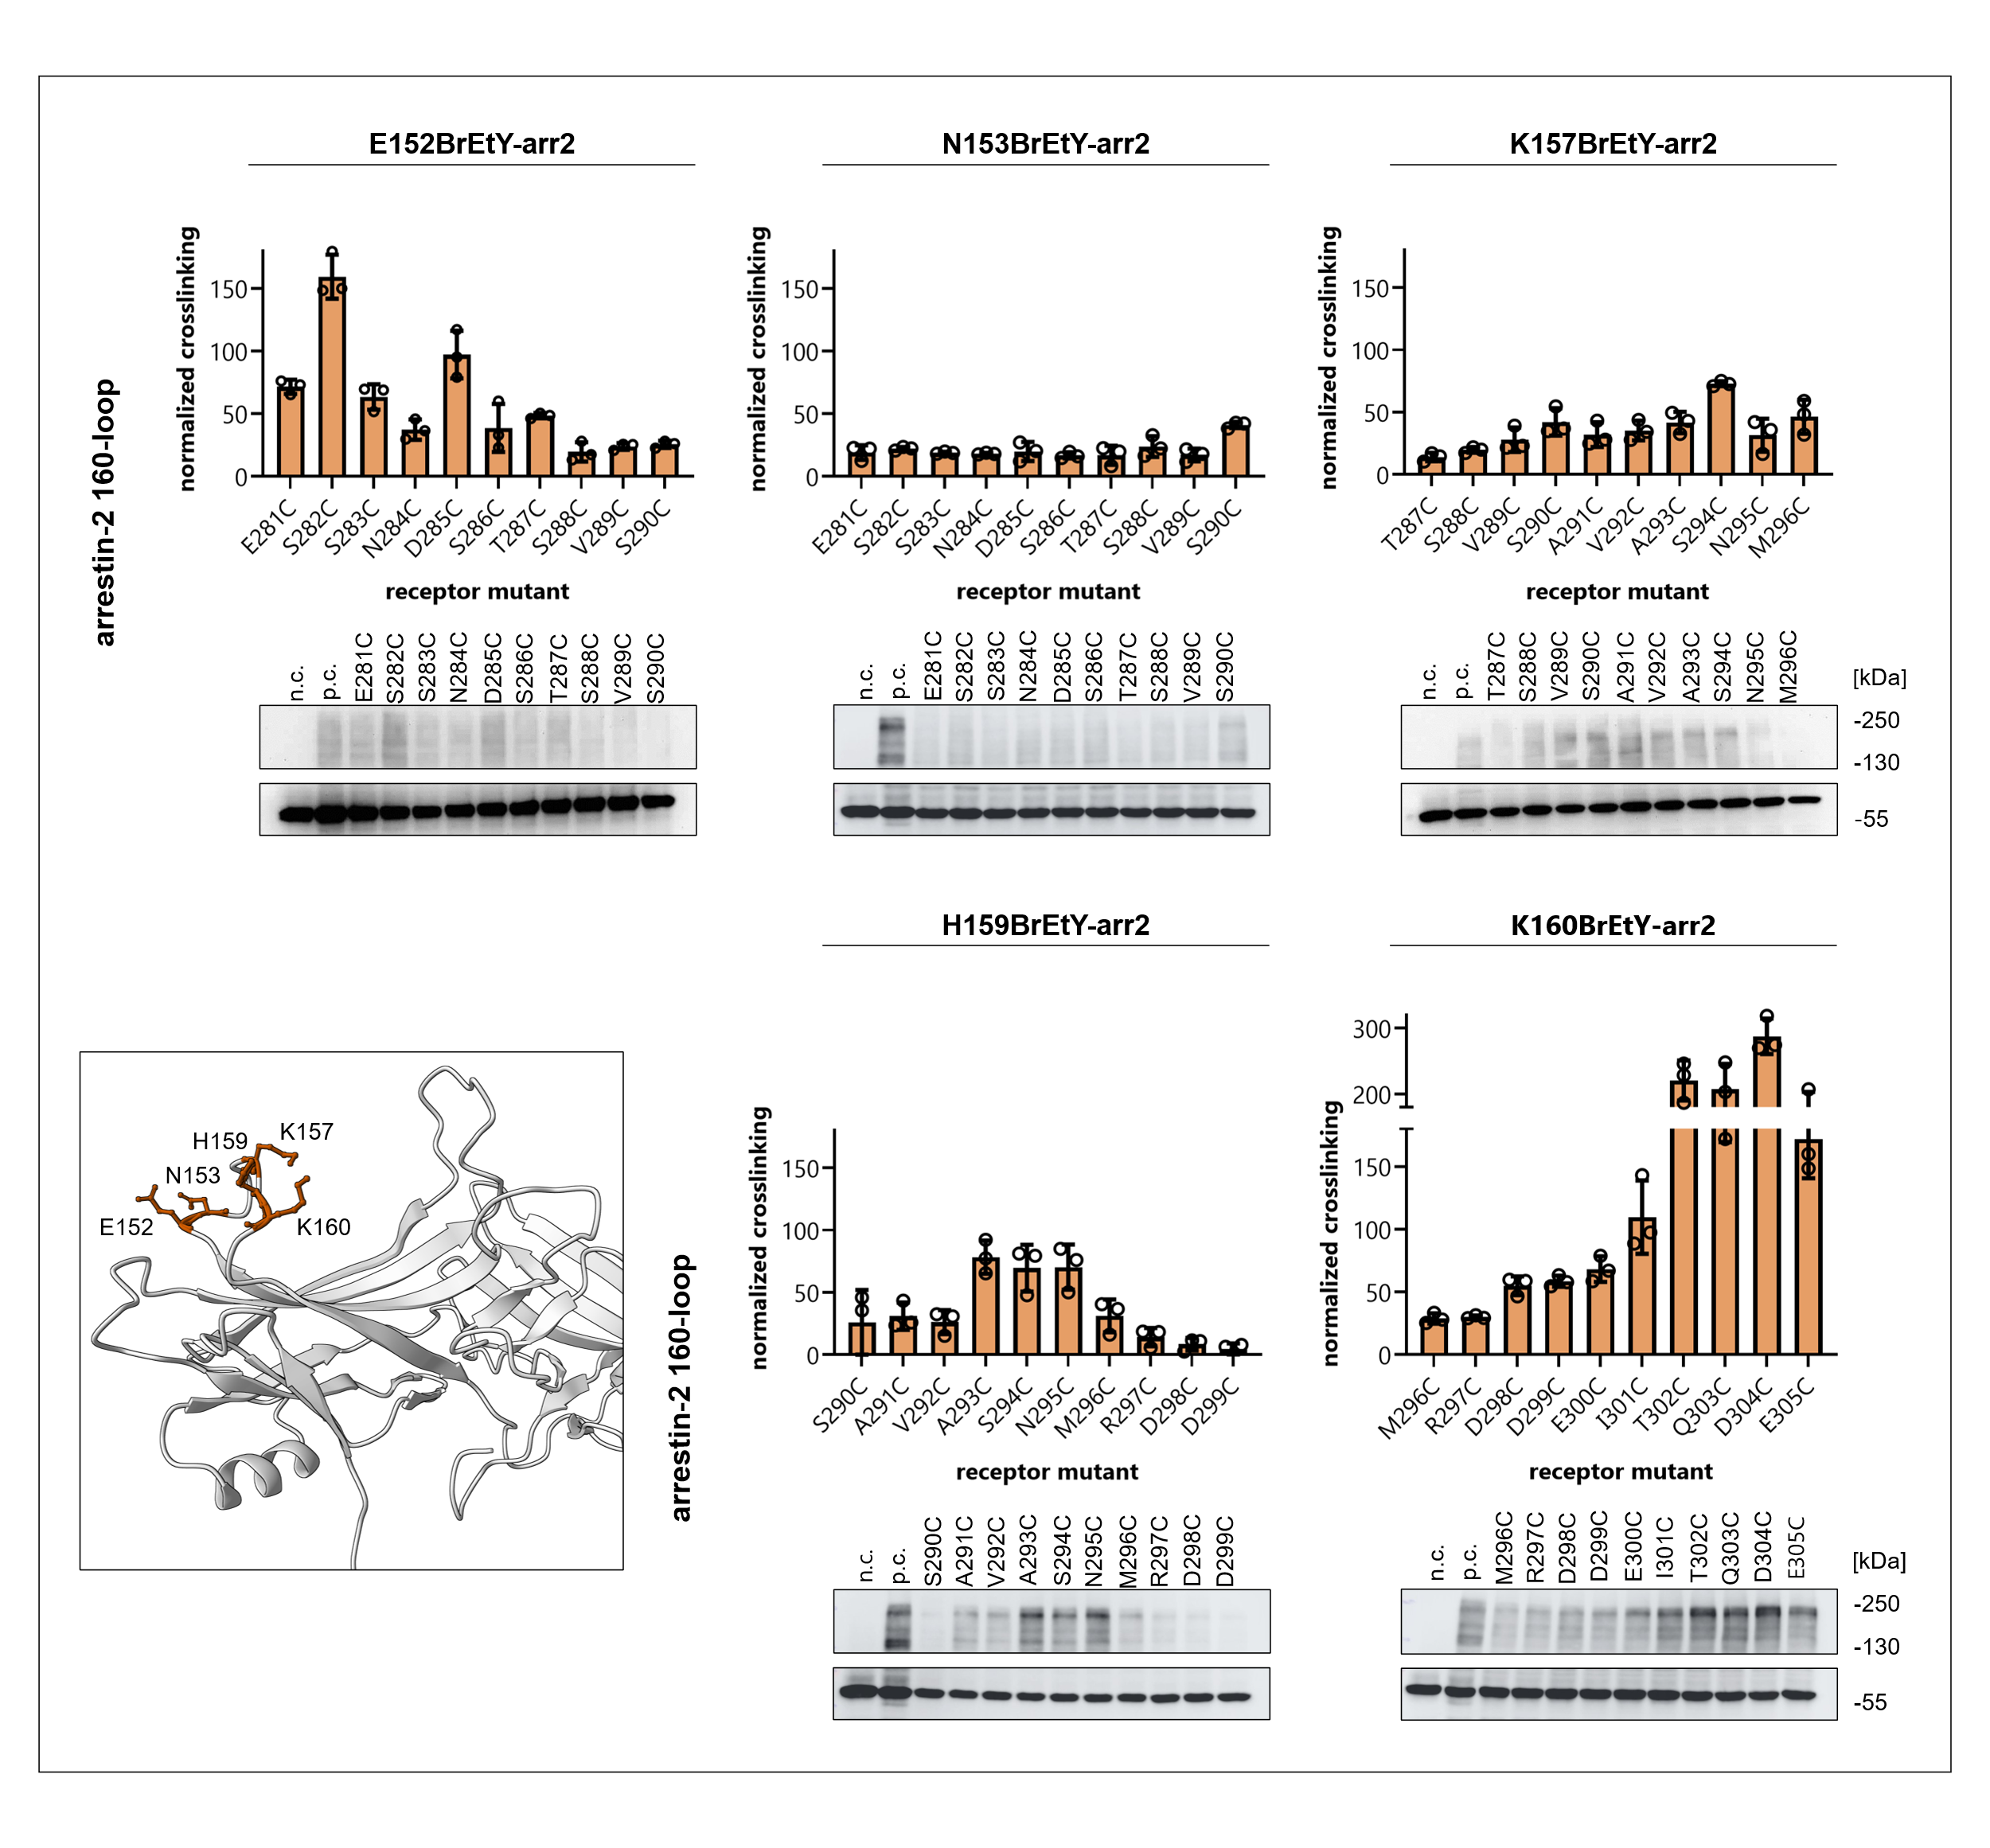 E152BrEtY-arr2
N153BrEtY-arr2
K157BrEtY-arr2
arrestin-2 160-loop
normalized crosslinking
150
100
50
0
E281C S282C S283C N284C D285C S286C T287C S288C V289C S290C
receptor mutant
n.c. p.c. E281C S282C S283C N284C D285C S286C T287C S288C V289C S290C
normalized crosslinking
150
100
50
0
E281C S282C S283C N284C D285C S286C T287C S288C V289C S290C
receptor mutant
n.c. p.c. E281C S282C S283C N284C D285C S286C T287C S288C V289C S290C
normalized crosslinking
150
100
50
0
T287C S288C V289C S290C A291C V292C A293C S294C N295C M296C
receptor mutant
n.c. p.c. T287C S288C V289C S290C A291C V292C A293C S294C N295C M296C
[kDa]
-250
-130
-55
H159BrEtY-arr2
K160BrEtY-arr2
H159
K157
N153
E152
K160
arrestin-2 160-loop
normalized crosslinking
150
100
50
0
S290C A291C V292C A293C S294C N295C M296C R297C D298C D299C
receptor mutant
n.c. p.c. S290C A291C V292C A293C S294C N295C M296C R297C D298C D299C
normalized crosslinking
300
200
150
100
50
0
M296C R297C D298C D299C E300C I301C T302C Q303C D304C E305C
receptor mutant
n.c. p.c. M296C R297C D298C D299C E300C I301C T302C Q303C D304C E305C
[kDa]
-250
-130
-55